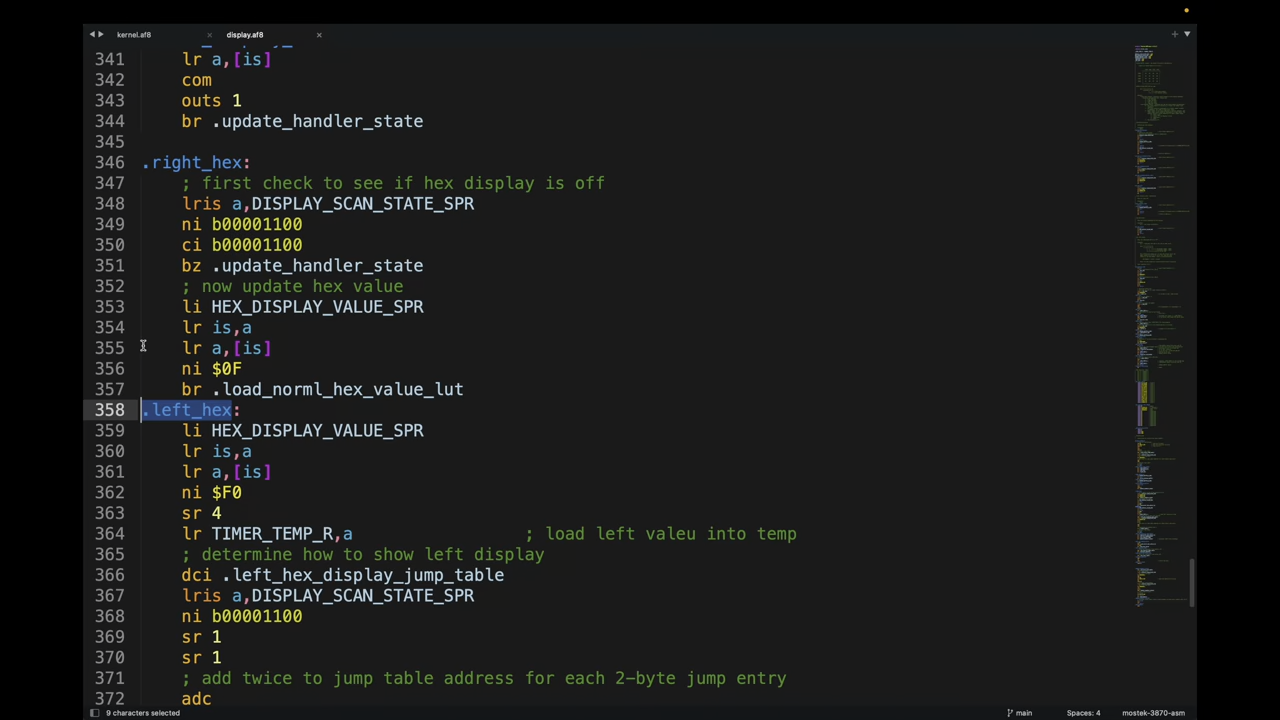 kernel.af8 × display.af8 ×
341 lr a,[is]
342 com
343 outs 1
344 br .update_handler_state
345
346 .right_hex:
347 ; first check to see if hex display is off
348 lris a,DISPLAY_SCAN_STATE_SPR
349 ni b00001100
350 ci b00001100
351 bz .update_handler_state
352 ; now update hex value
353 li HEX_DISPLAY_VALUE_SPR
354 lr is,a
355 lr a,[is]
356 ni $0F
357 br .load_norml_hex_value_lut
358 .left_hex:
359 li HEX_DISPLAY_VALUE_SPR
360 lr is,a
361 lr a,[is]
362 ni $F0
363 sr 4
364 lr TIMER_TEMP_R,a ; load left valeu into temp
365 ; determine how to show left display
366 dci .left_hex_display_jump_table
367 lris a,DISPLAY_SCAN_STATE_SPR
368 ni b00001100
369 sr 1
370 sr 1
371 ; add twice to jump table address for each 2-byte jump entry
372 adc
9 characters selected main Spaces: 4 mostek-3870-asm